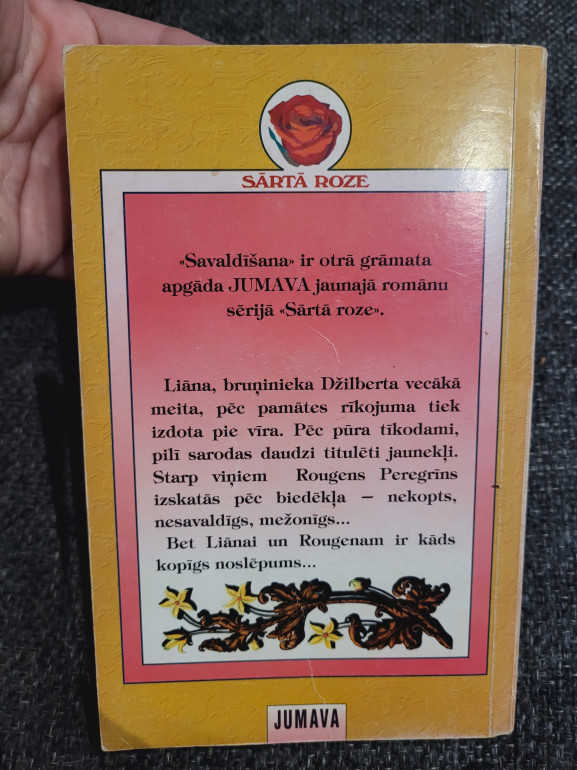 SĀRTĀ ROZE
«Savaldīšana» ir otrā grāmata
apgāda JUMAVA jaunajā romānu
sērijā «Sārtā roze».
Liāna, bruņinieka Džilberta vecākā
meita, pēc pamātes rīkojuma tiek
izdota pie vīra. Pēc pūra tīkodami,
pilī sarodas daudzi titulēti jaunekļi.
Starp viņiem Rougens Peregrīns
izskatās pēc biedēkļa – nekopts,
nesavaldīgs, mežonīgs...
Bet Liānai un Rougenam ir kāds
kopīgs noslēpums...
JUMAVA